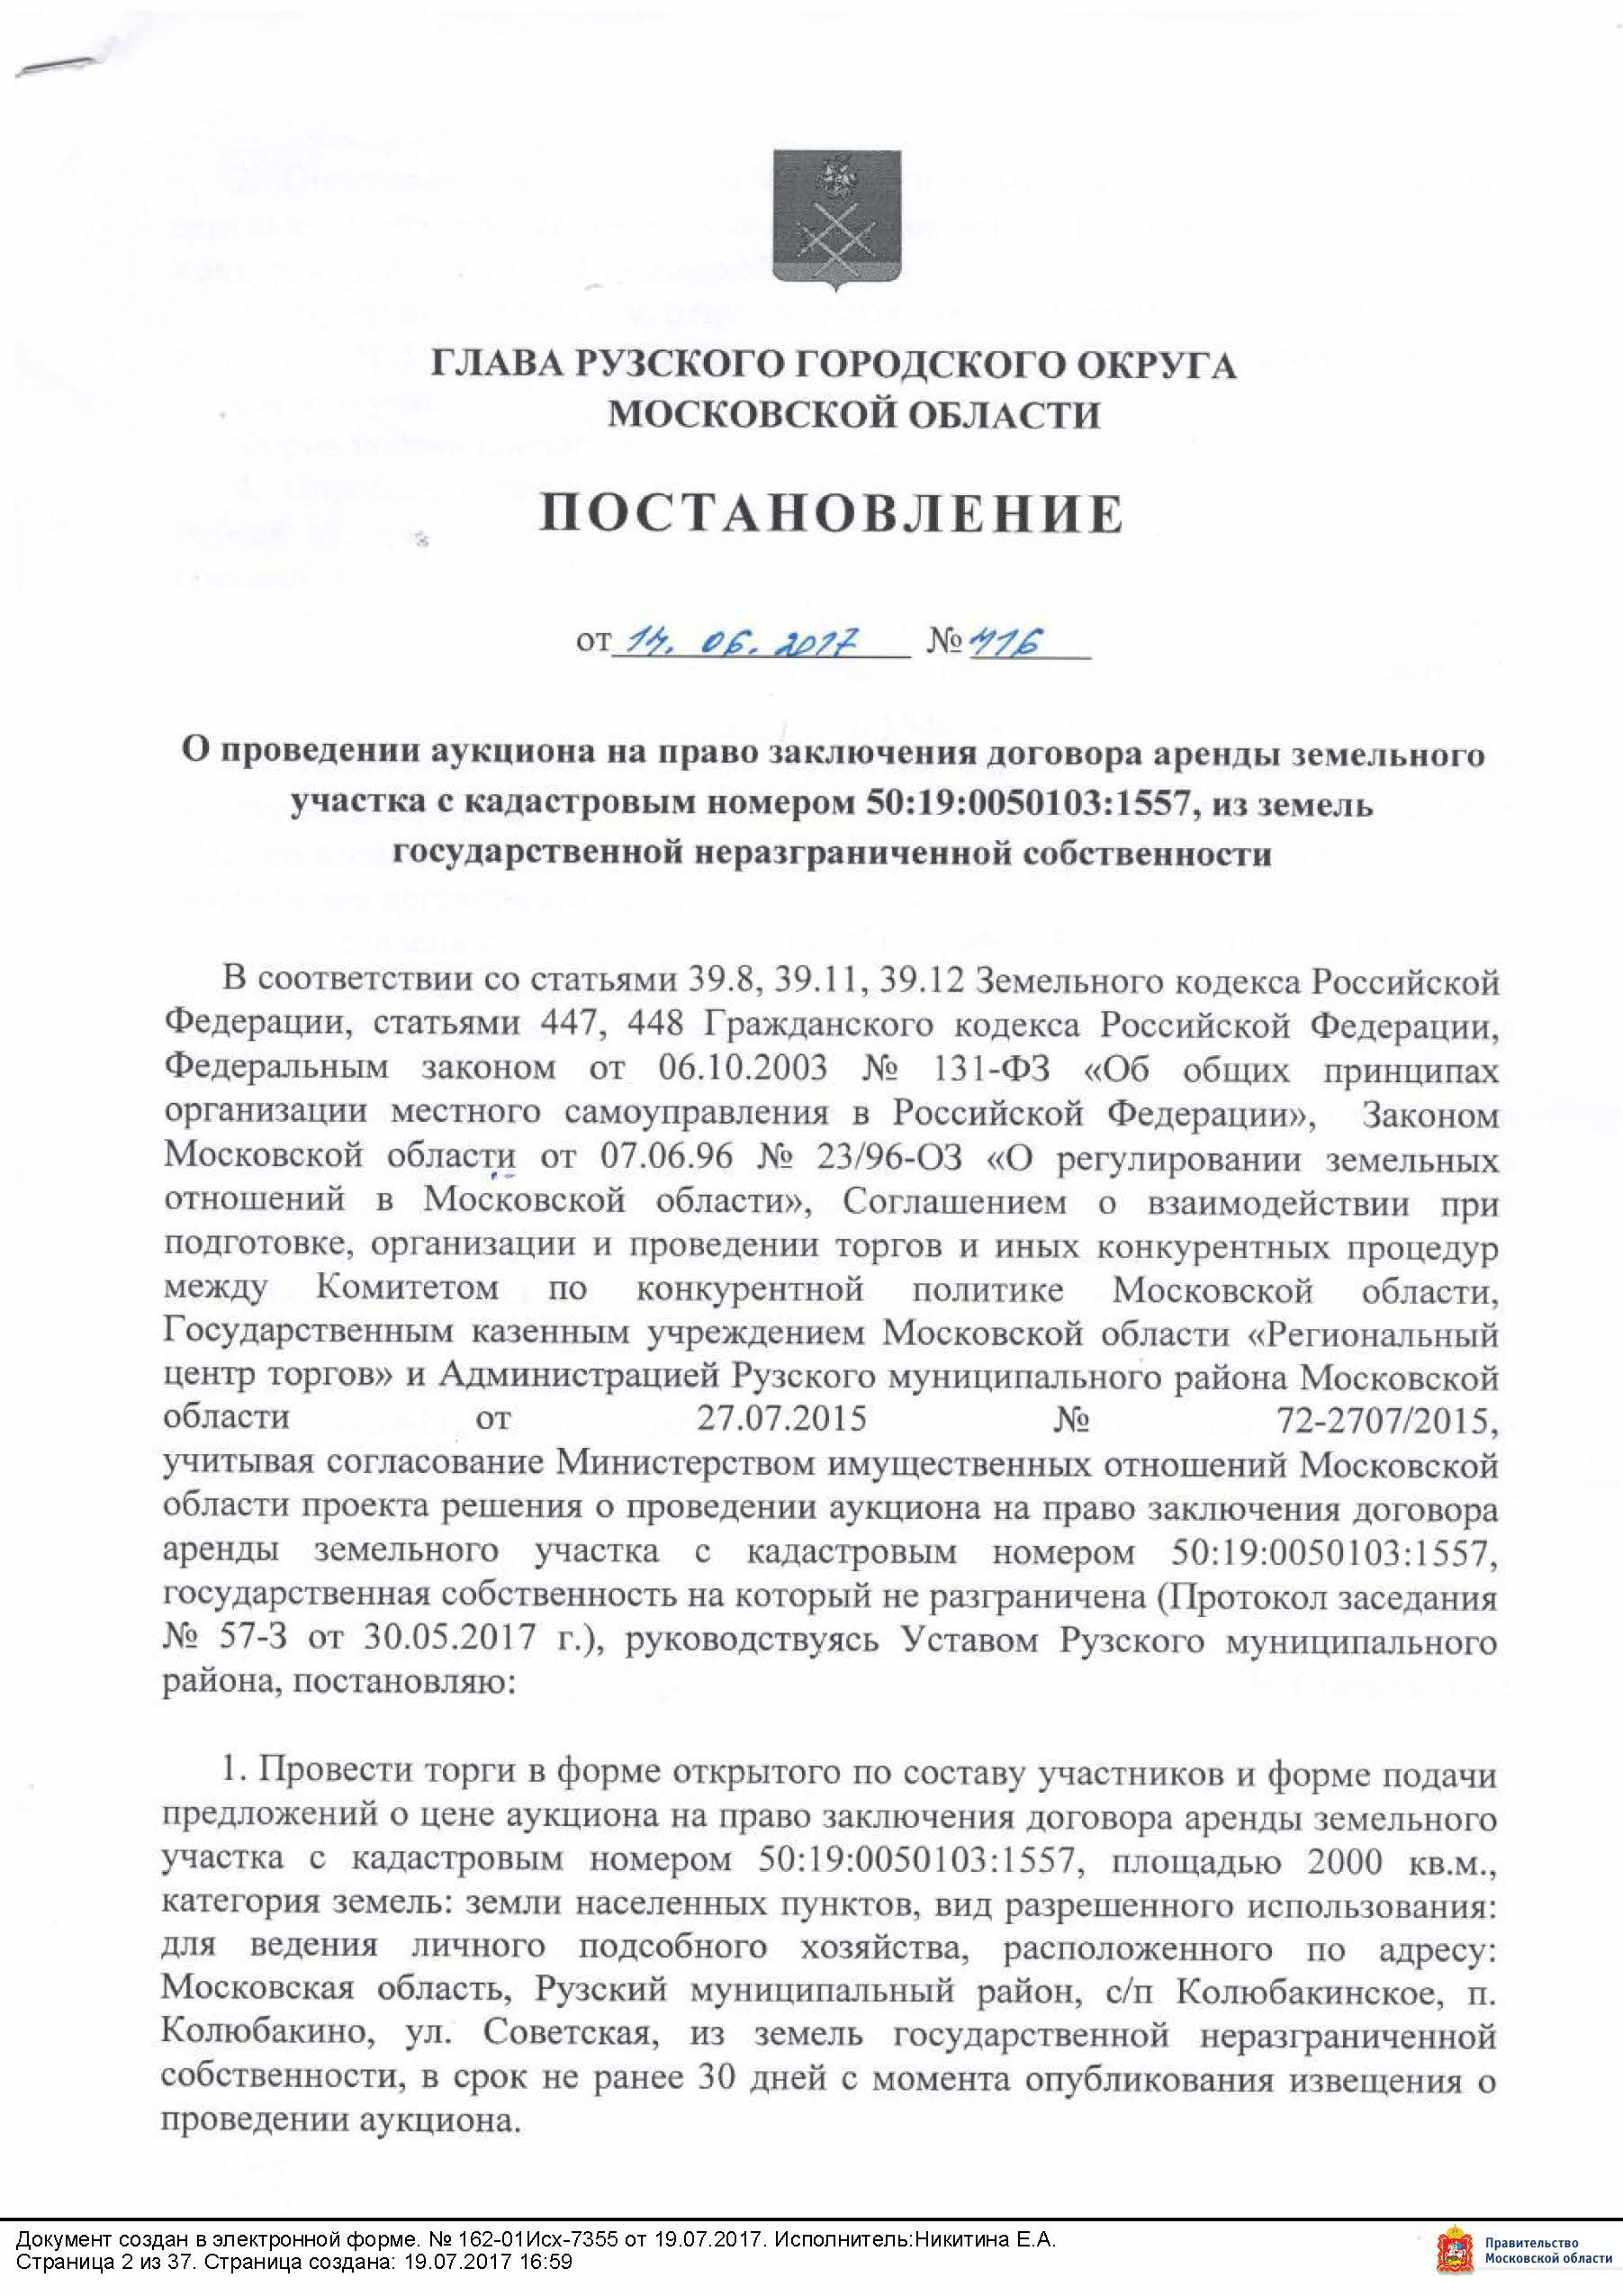 ГЛАВА РУЗСКОГО ГОРОДСКОГО ОКРУГА
МОСКОВСКОЙ ОБЛАСТИ
ПОСТАНОВЛЕНИЕ
от 14. 06. 2017 № 416
О проведении аукциона на право заключения договора аренды земельного
участка с кадастровым номером 50:19:0050103:1557, из земель
государственной неразграниченной собственности
В соответствии со статьями 39.8, 39.11, 39.12 Земельного кодекса Российской
Федерации, статьями 447, 448 Гражданского кодекса Российской Федерации,
Федеральным законом от 06.10.2003 № 131-ФЗ «Об общих принципах
организации местного самоуправления в Российской Федерации», Законом
Московской области от 07.06.96 № 23/96-ОЗ «О регулировании земельных
отношений в Московской области», Соглашением о взаимодействии при
подготовке, организации и проведении торгов и иных конкурентных процедур
между Комитетом по конкурентной политике Московской области,
Государственным казенным учреждением Московской области «Региональный
центр торгов» и Администрацией Рузского муниципального района Московской
области от 27.07.2015 № 72-2707/2015,
учитывая согласование Министерством имущественных отношений Московской
области проекта решения о проведении аукциона на право заключения договора
аренды земельного участка с кадастровым номером 50:19:0050103:1557,
государственная собственность на который не разграничена (Протокол заседания
№ 57-З от 30.05.2017 г.), руководствуясь Уставом Рузского муниципального
района, постановляю:
1. Провести торги в форме открытого по составу участников и форме подачи
предложений о цене аукциона на право заключения договора аренды земельного
участка с кадастровым номером 50:19:0050103:1557, площадью 2000 кв.м.,
категория земель: земли населенных пунктов, вид разрешенного использования:
для ведения личного подсобного хозяйства, расположенного по адресу:
Московская область, Рузский муниципальный район, с/п Колюбакинское, п.
Колюбакино, ул. Советская, из земель государственной неразграниченной
собственности, в срок не ранее 30 дней с момента опубликования извещения о
проведении аукциона.
Документ создан в электронной форме. № 162-01Исх-7355 от 19.07.2017. Исполнитель:Никитина Е.А.
Страница 2 из 37. Страница создана: 19.07.2017 16:59
Правительство
Московской области